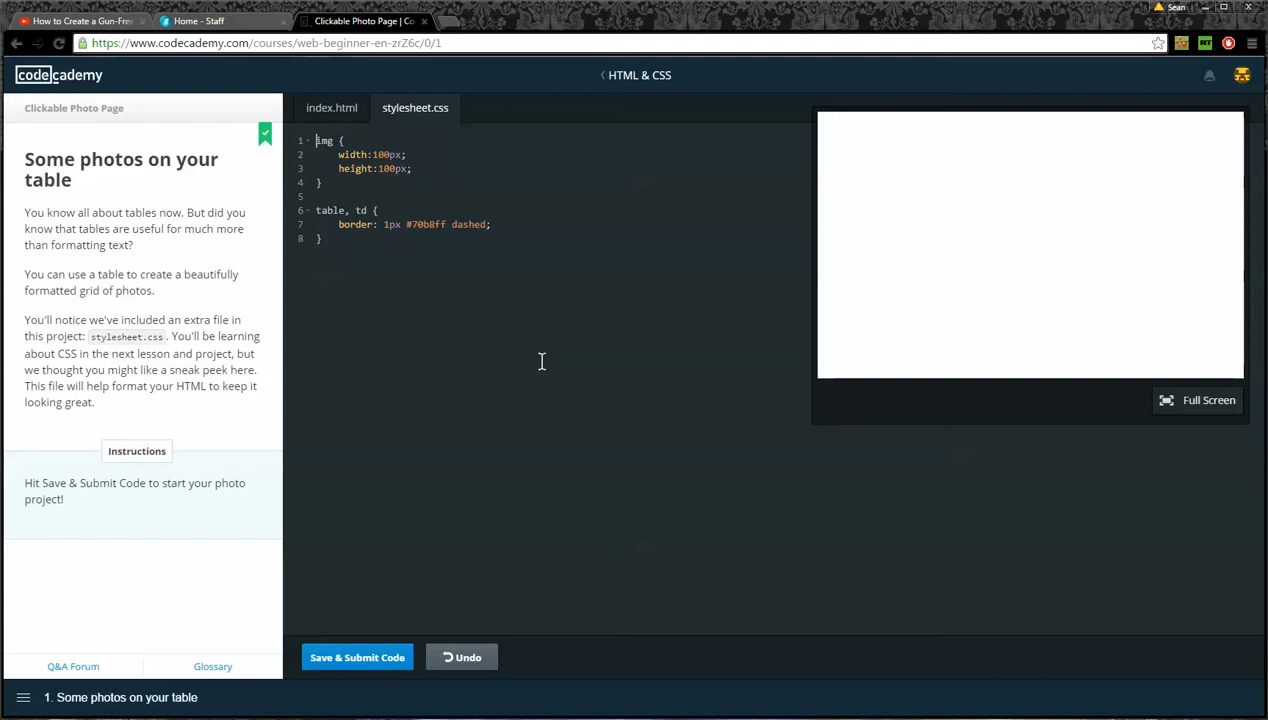 How to Create a Gun-Free
Home - Staff
Clickable Photo Page | Co
Sean
https://www.codecademy.com/courses/web-beginner-en-zrZ6c/0/1
codecademy
HTML & CSS
Clickable Photo Page
index.html
stylesheet.css
Some photos on your
table
You know all about tables now. But did you
know that tables are useful for much more
than formatting text?
You can use a table to create a beautifully
formatted grid of photos.
You'll notice we've included an extra file in
this project: stylesheet.css. You'll be learning
about CSS in the next lesson and project, but
we thought you might like a sneak peek here.
This file will help format your HTML to keep it
looking great.
Instructions
Hit Save & Submit Code to start your photo
project!
1 img {
2 width:100px;
3 height:100px;
4 }
5
6 table, td {
7 border: 1px #70b8ff dashed;
8 }
Full Screen
Save & Submit Code
Undo
Q&A Forum
Glossary
1. Some photos on your table